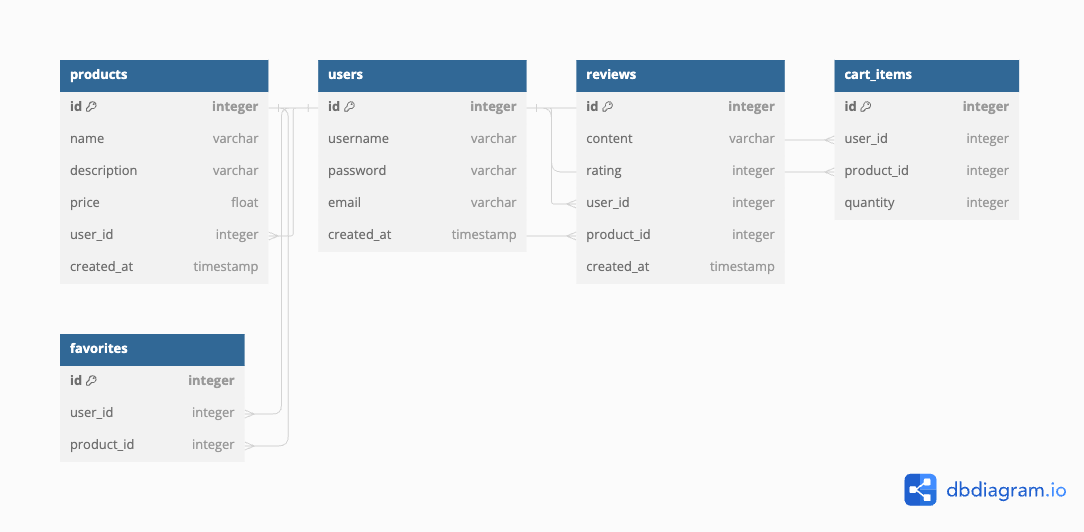 products
id integer
name varchar
description varchar
price float
user_id integer
created_at timestamp
users
id integer
username varchar
password varchar
email varchar
created_at timestamp
reviews
id integer
content varchar
rating integer
user_id integer
product_id integer
created_at timestamp
cart_items
id integer
user_id integer
product_id integer
quantity integer
favorites
id integer
user_id integer
product_id integer
dbdiagram.io